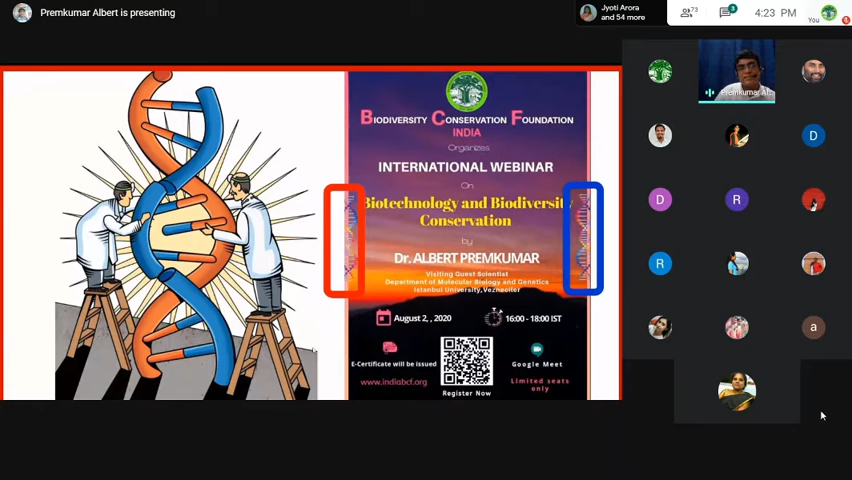 Premkumar Albert is presenting
Jyoti Arora
and 54 more
73
3
4:23 PM
You
Premkumar Alb
BIODIVERSITY CONSERVATION FOUNDATION
INDIA
Organizes
INTERNATIONAL WEBINAR
On
Biotechnology and Biodiversity
Conservation
by
Dr. ALBERT PREMKUMAR
Visiting Guest Scientist
Department of Molecular Biology and Genetics
Istanbul University, Vezneciler
August 2, , 2020
16:00 - 18:00 IST
E-Certificate will be issued
Google Meet
www.indiabcf.org
Limited seats
only
Register Now
D
D
R
R
a